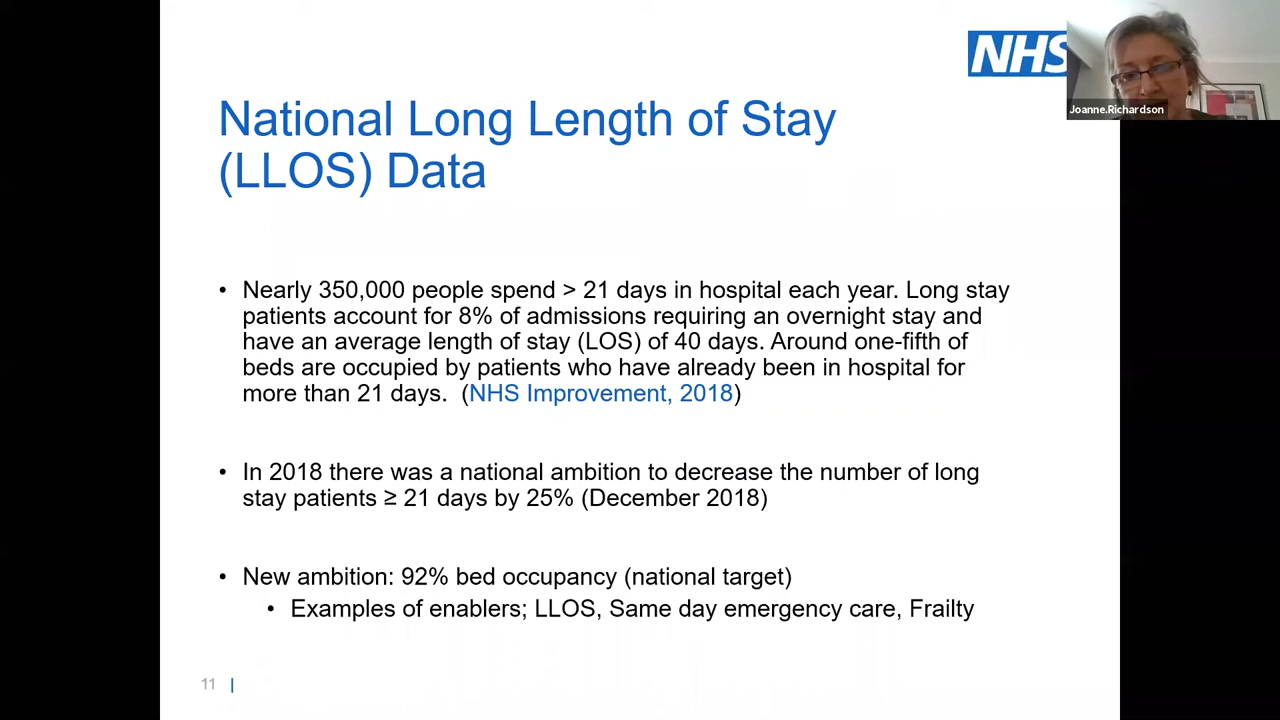 NHS
Joanne.Richardson
National Long Length of Stay
(LLOS) Data
• Nearly 350,000 people spend > 21 days in hospital each year. Long stay
patients account for 8% of admissions requiring an overnight stay and
have an average length of stay (LOS) of 40 days. Around one-fifth of
beds are occupied by patients who have already been in hospital for
more than 21 days. (NHS Improvement, 2018)
• In 2018 there was a national ambition to decrease the number of long
stay patients ≥ 21 days by 25% (December 2018)
• New ambition: 92% bed occupancy (national target)
• Examples of enablers; LLOS, Same day emergency care, Frailty
11 |